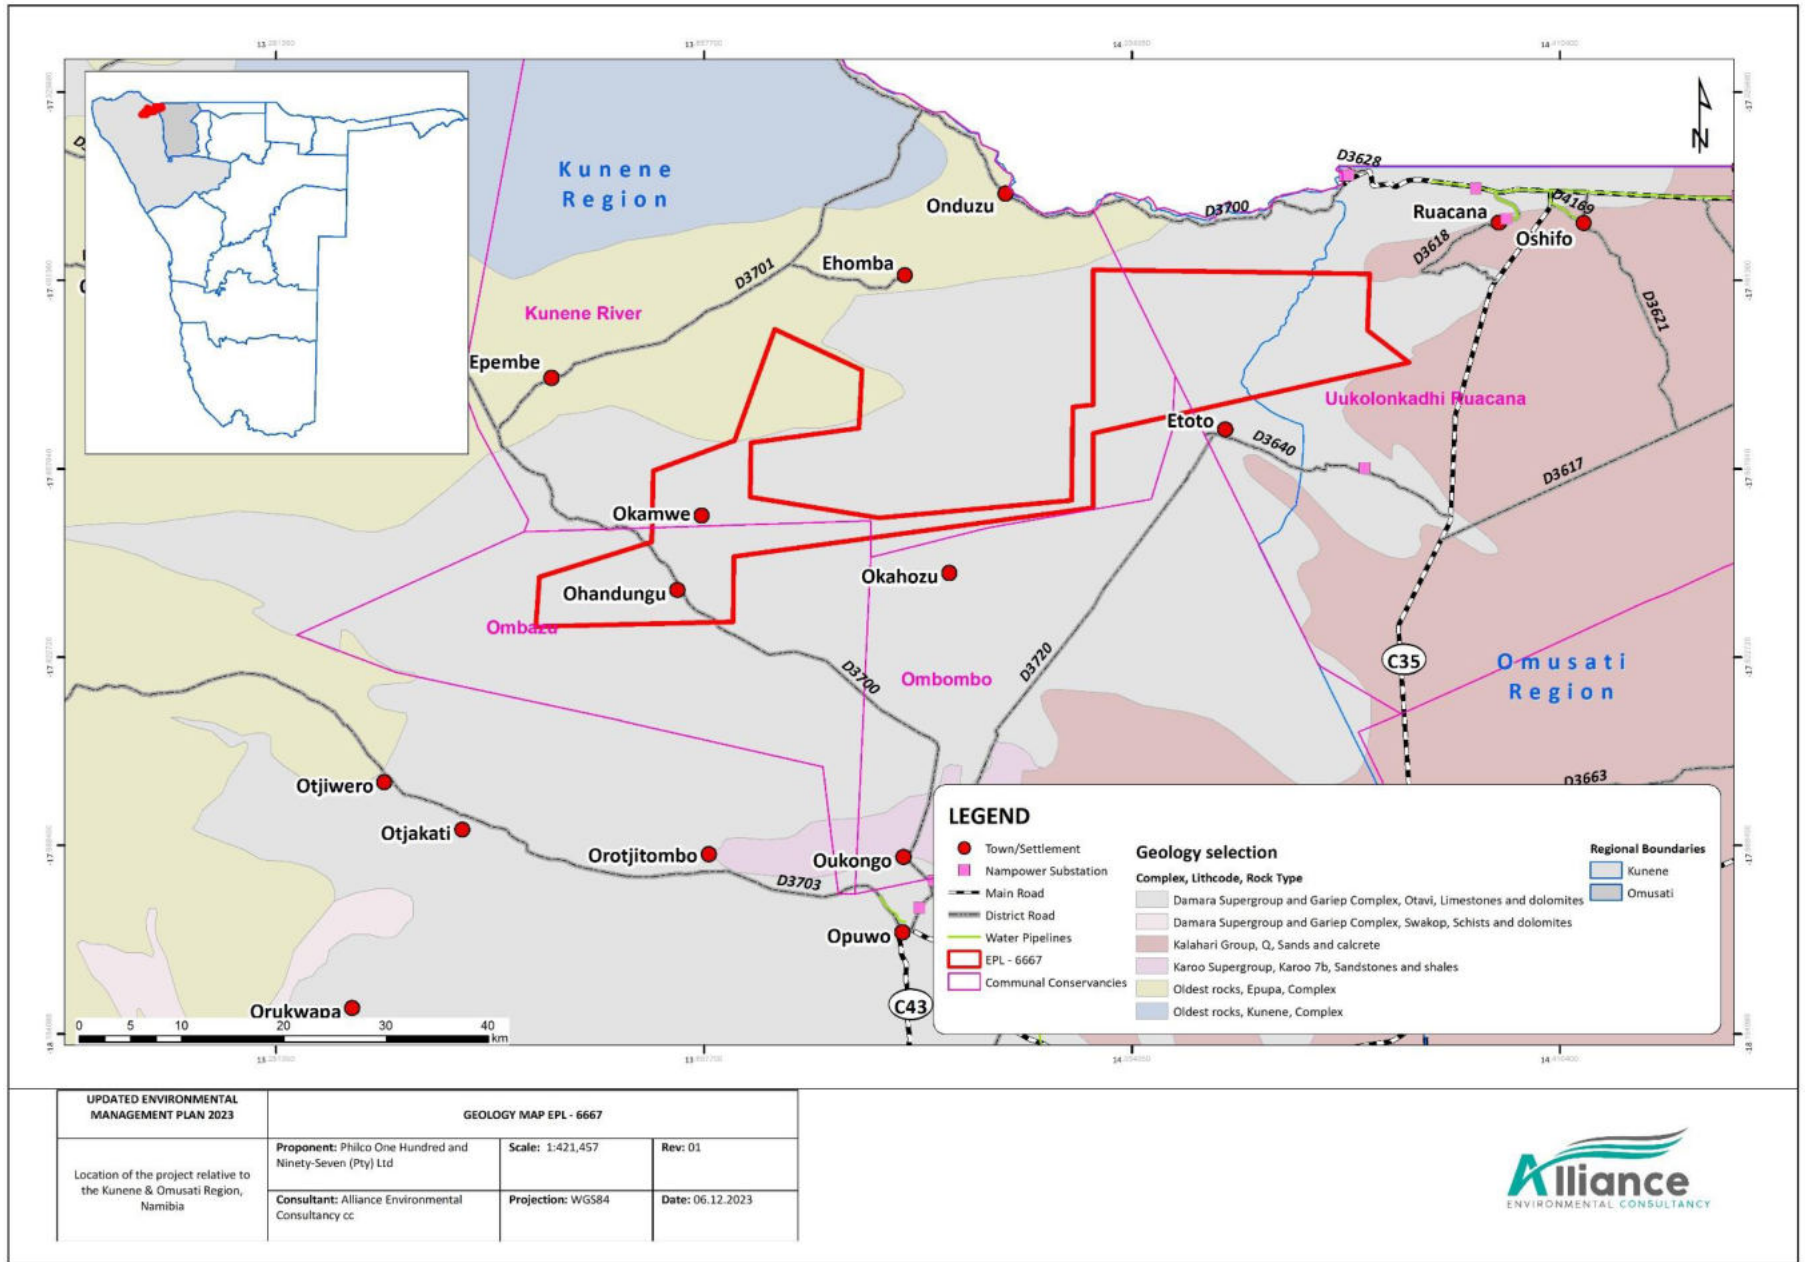 Kunene
Region
Onduzu
D3628
D3700
Ruacana
D4169
Oshifo
D3618
Ehomba
D3701
Kunene River
D3621
Epembe
Uukolonkadhi Ruacana
Etoto
D3640
D3617
Okamwe
Okahozu
Ohandungu
Ombazu
D3700
Ombombo
D3720
C35
Omusati
Region
D3663
Otjiwero
Otjakati
Orotjitombo
Oukongo
D3703
Opuwo
C43
Orukwapa
0 5 10 20 30 40
km
N
LEGEND
Town/Settlement
Nampower Substation
Main Road
District Road
Water Pipelines
EPL - 6667
Communal Conservancies
Geology selection
Complex, Lithcode, Rock Type
Damara Supergroup and Gariep Complex, Otavi, Limestones and dolomites
Damara Supergroup and Gariep Complex, Swakop, Schists and dolomites
Kalahari Group, Q, Sands and calcrete
Karoo Supergroup, Karoo 7b, Sandstones and shales
Oldest rocks, Epupa, Complex
Oldest rocks, Kunene, Complex
Regional Boundaries
Kunene
Omusati
UPDATED ENVIRONMENTAL
MANAGEMENT PLAN 2023
GEOLOGY MAP EPL - 6667
Location of the project relative to
the Kunene & Omusati Region,
Namibia
Proponent: Philco One Hundred and
Ninety-Seven (Pty) Ltd
Scale: 1:421,457
Rev: 01
Consultant: Alliance Environmental
Consultancy cc
Projection: WGS84
Date: 06.12.2023
Alliance
ENVIRONMENTAL CONSULTANCY